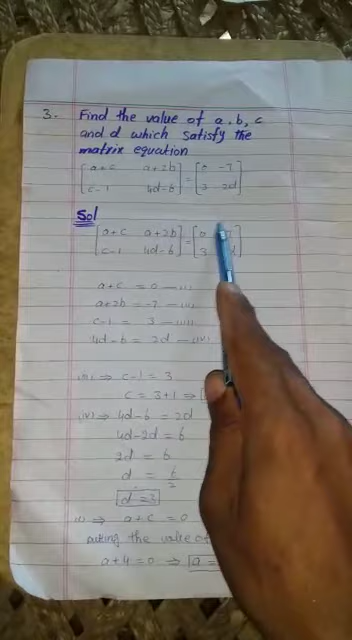 3. Find the value of a, b, c
and d which satisfy the
matrix equation
[a+c a+2b] = [0 -7]
[c-1 4d-6] [3 2d]
Sol
[a+c a+2b] = [0
[c-1 4d-6] [3
a+c = 0 — (i)
a+2b = -7 — (ii)
c-1 = 3 — (iii)
4d-6 = 2d — (iv)
(iii) ⇒ c-1 = 3
c = 3+1 ⇒
(iv) ⇒ 4d-6 = 2d
4d-2d = 6
2d = 6
d = 6/2
d = 3
(i) ⇒ a+c = 0
putting the value of
a+4=0 ⇒ a =